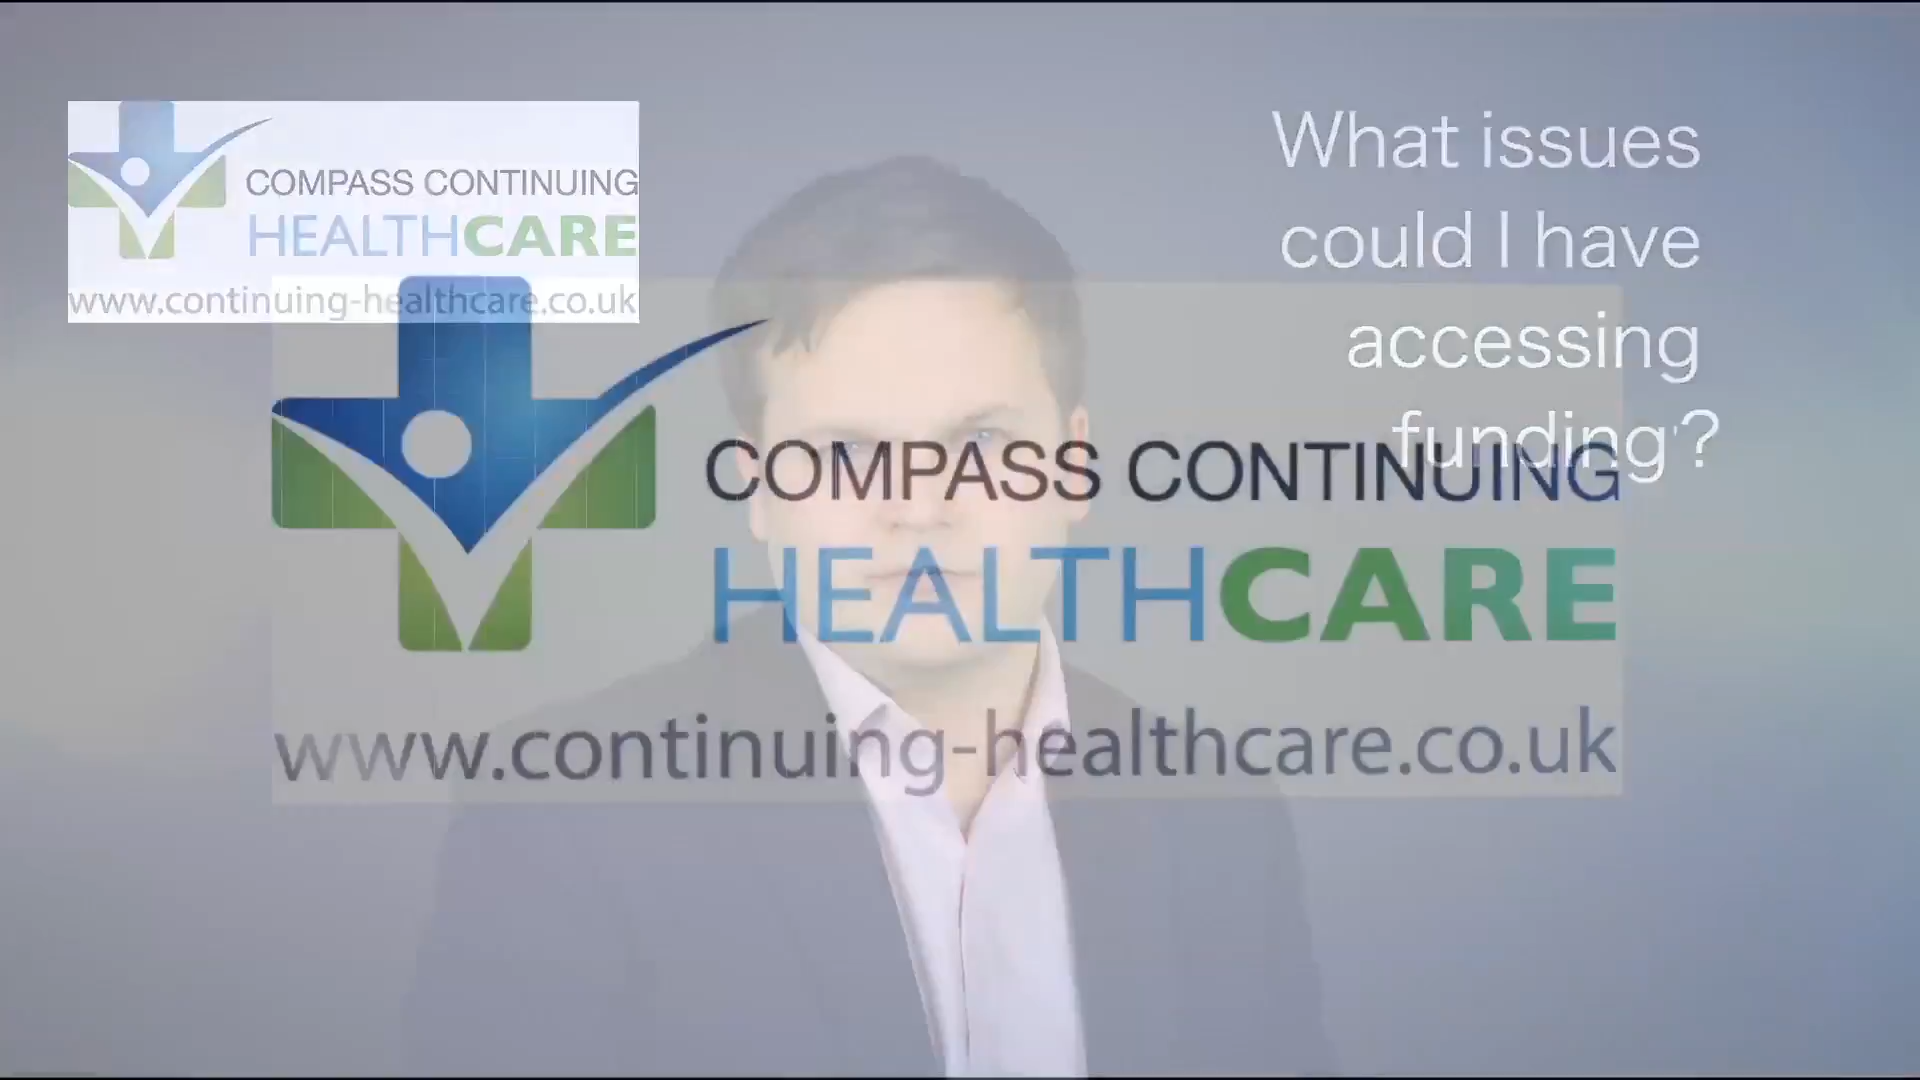 COMPASS CONTINUING
HEALTHCARE
www.continuing-healthcare.co.uk
What issues
could I have
accessing
funding'?
COMPASS CONTINUING
HEALTHCARE
www.continuing-healthcare.co.uk